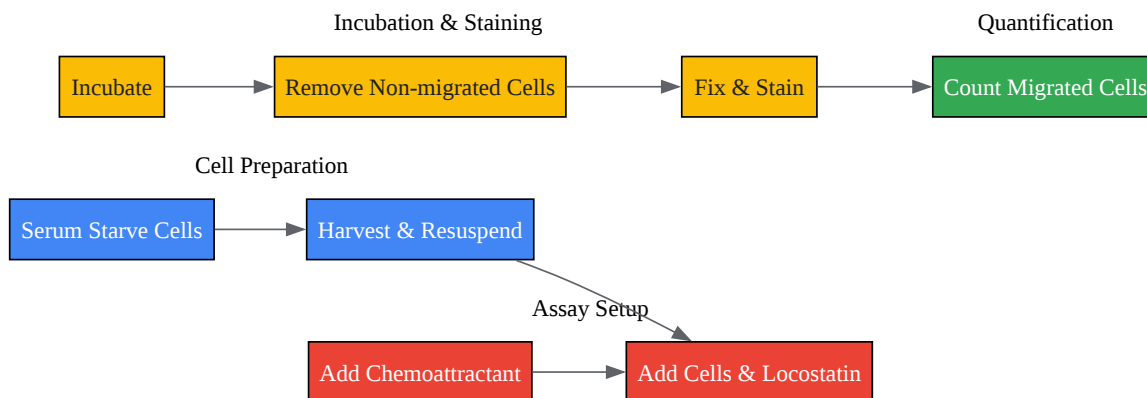 Incubation & Staining
Quantification
Incubate
Remove Non-migrated Cells
Fix & Stain
Count Migrated Cells
Cell Preparation
Serum Starve Cells
Harvest & Resuspend
Assay Setup
Add Chemoattractant
Add Cells & Locostatin